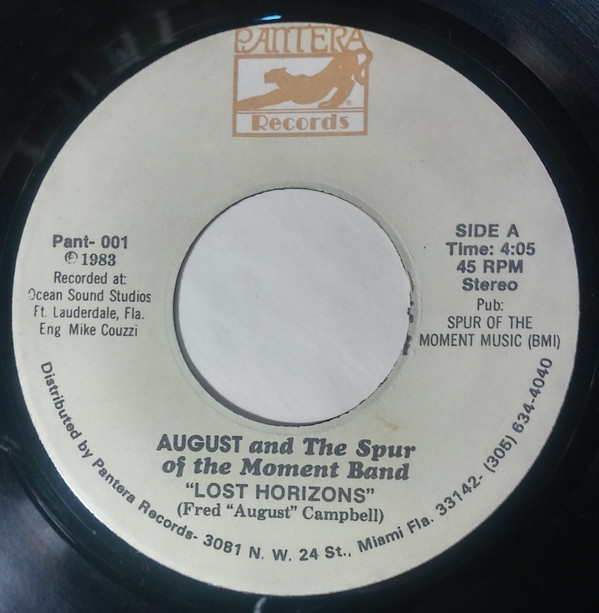 PANTERA
®
Records
Pant- 001
℗ 1983
Recorded at:
Ocean Sound Studios
Ft. Lauderdale, Fla.
Eng Mike Couzzi
SIDE A
Time: 4:05
45 RPM
Stereo
Pub:
SPUR OF THE
MOMENT MUSIC (BMI)
AUGUST and The Spur
of the Moment Band
"LOST HORIZONS"
(Fred "August" Campbell)
Distributed by Pantera Records- 3081 N. W. 24 St., Miami Fla. 33142- (305) 634-4040